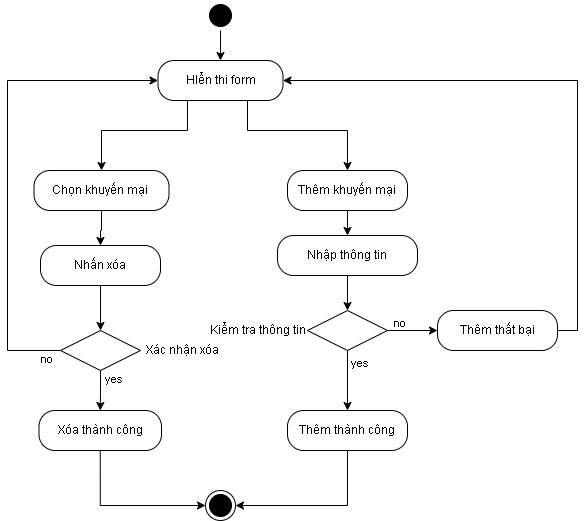 HIển thi form
Chọn khuyến mại
Thêm khuyến mại
Nhấn xóa
Nhập thông tin
Kiểm tra thông tin
no
Thêm thất bại
Xác nhận xóa
no
yes
yes
Xóa thành công
Thêm thành công